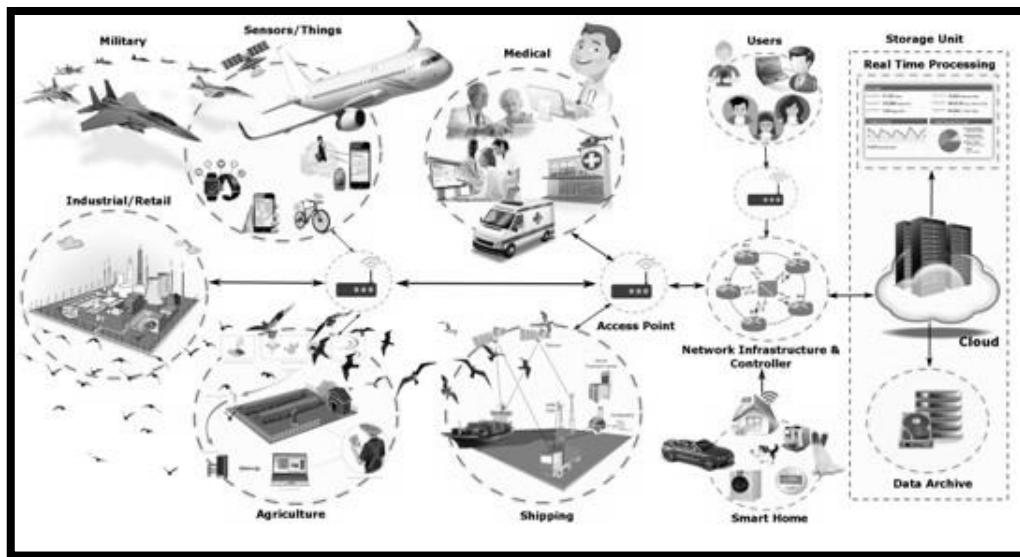 Sensors/Things
Military
Medical
Users
Storage Unit
Real Time Processing
Industrial/Retail
Access Point
Network Infrastructure &
Controller
Cloud
Data Archive
Agriculture
Shipping
Smart Home